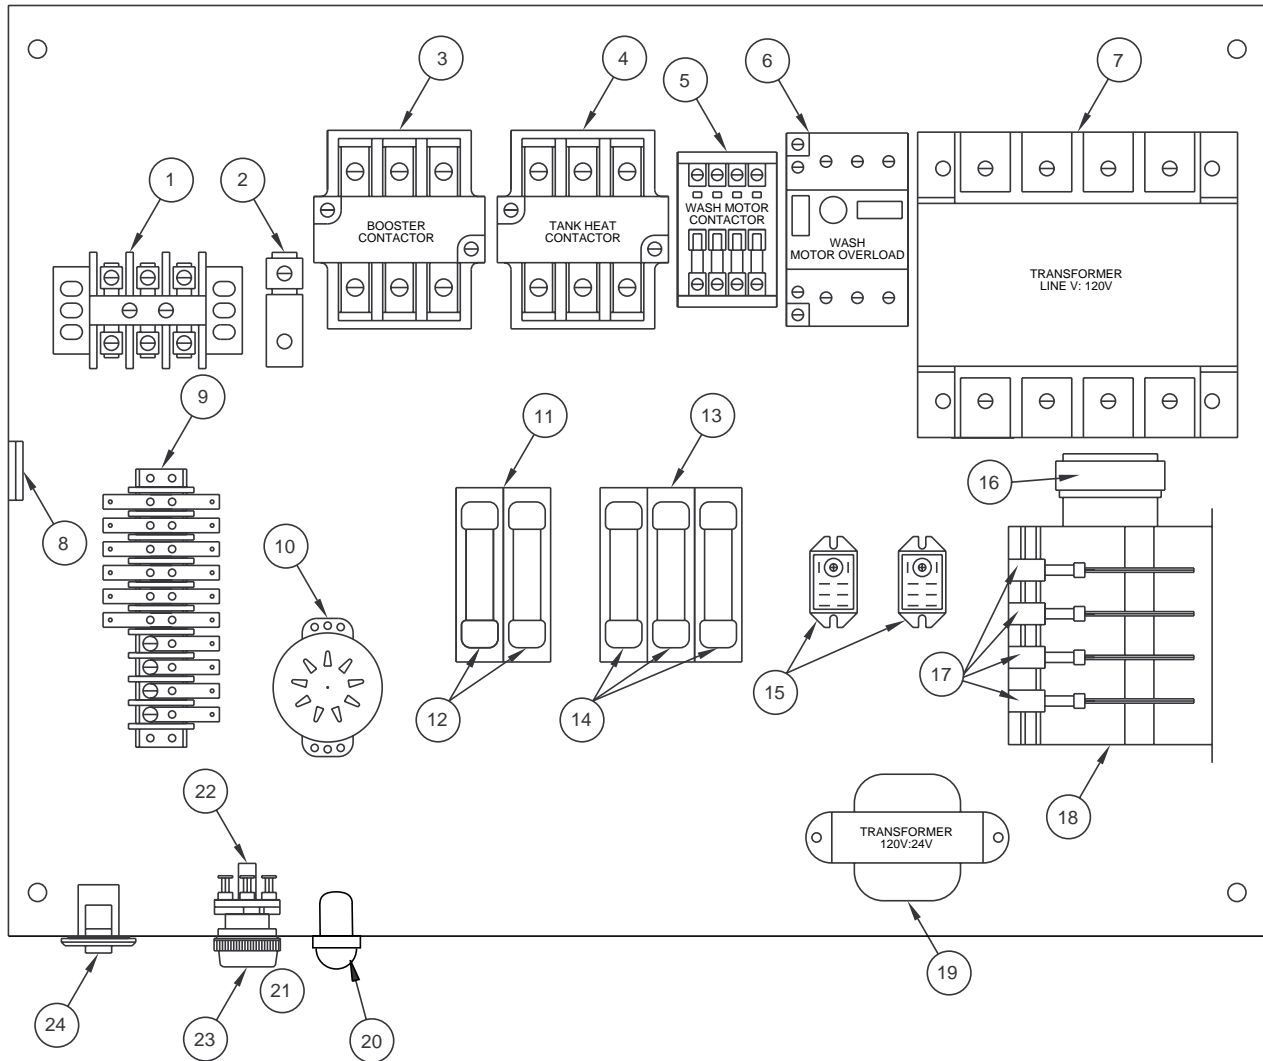 3
4
5
6
7
1
2
BOOSTER
CONTACTOR
TANK HEAT
CONTACTOR
WASH MOTOR
CONTACTOR
WASH
MOTOR OVERLOAD
TRANSFORMER
LINE V: 120V
9
11
13
8
10
16
12
14
15
17
18
22
TRANSFORMER
120V:24V
19
24
23
21
20